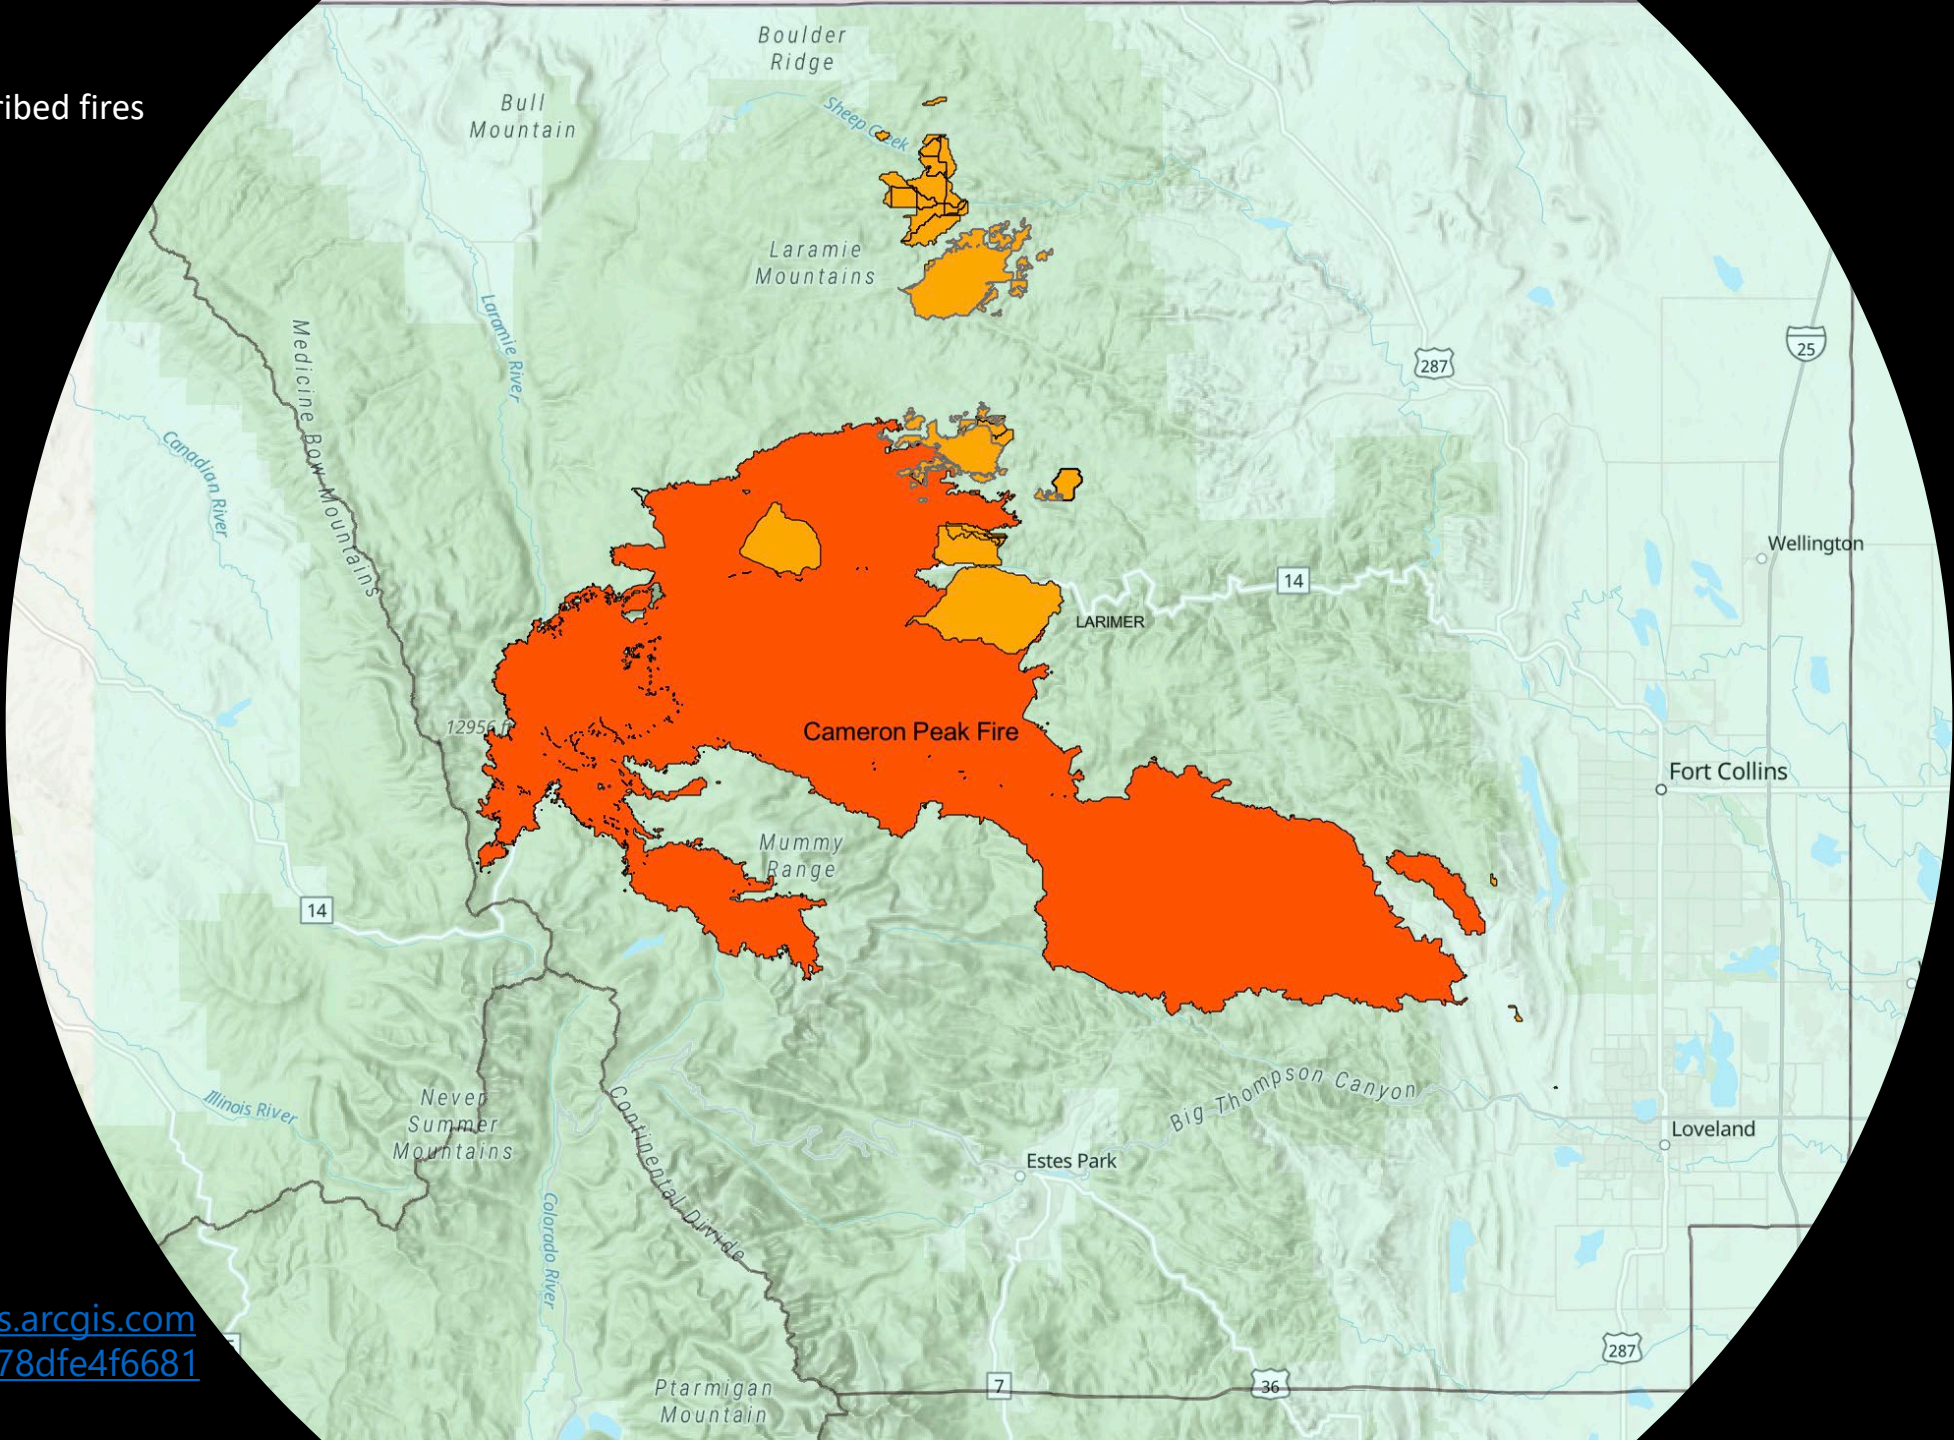 Boulder
Ridge
ribed fires
Bull
Mountain
Sheep Creek
Laramie
Mountains
Laramie River
Medicine Bow Mountains
287
25
Canadian River
Wellington
14
LARIMER
12956 ft
Cameron Peak Fire
Fort Collins
Mummy
Range
14
Illinois River
Never
Summer
Mountains
Continental Divide
Big Thompson Canyon
Loveland
Estes Park
Colorado River
s.arcgis.com
78dfe4f6681
287
7
36
Ptarmigan
Mountain